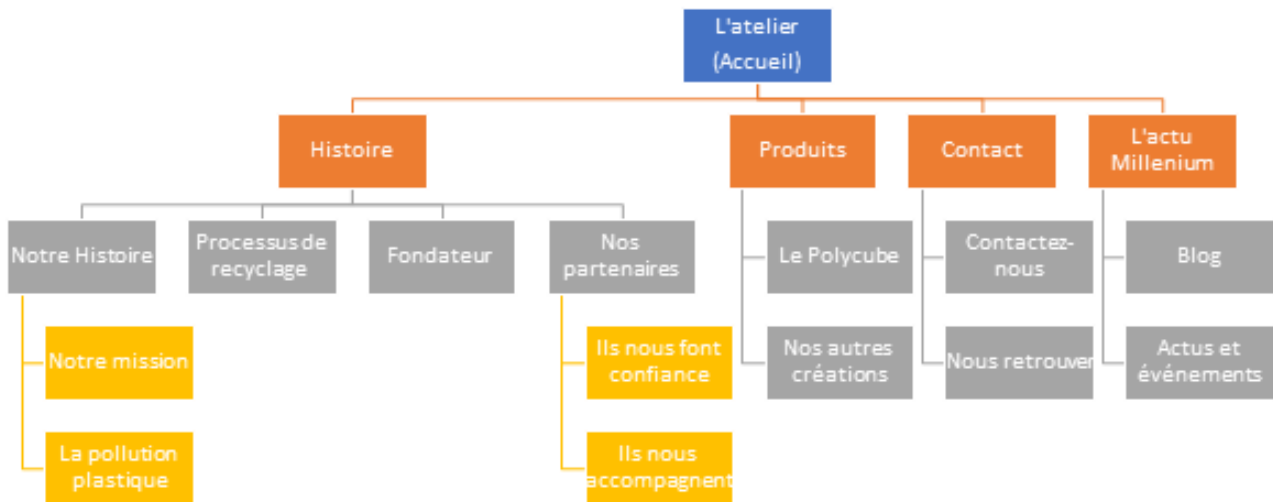 L'atelier
(Accueil)
Histoire
Produits
Contact
L'actu
Millenium
Notre Histoire
Processus de
recyclage
Fondateur
Nos
partenaires
Le Polycube
Contactez-
nous
Blog
Notre mission
Ils nous font
confiance
Nos autres
créations
Nous retrouver
Actus et
événements
La pollution
plastique
Ils nous
accompagnent